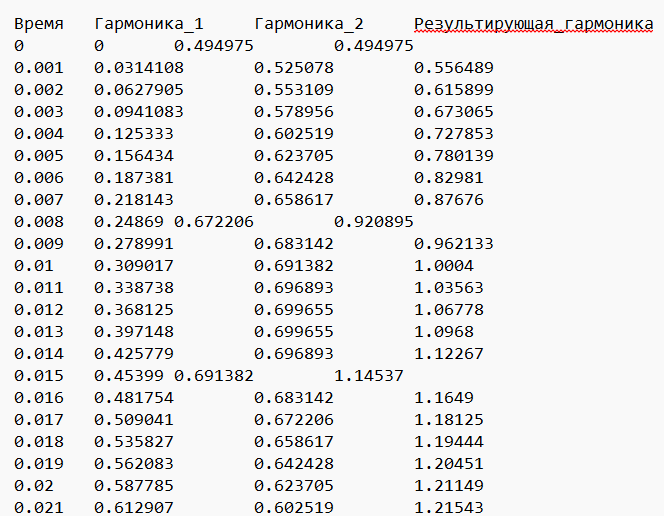 Время Гармоника_1 Гармоника_2 Результирующая_гармоника
0 0 0.494975 0.494975
0.001 0.0314108 0.525078 0.556489
0.002 0.0627905 0.553109 0.615899
0.003 0.0941083 0.578956 0.673065
0.004 0.125333 0.602519 0.727853
0.005 0.156434 0.623705 0.780139
0.006 0.187381 0.642428 0.82981
0.007 0.218143 0.658617 0.87676
0.008 0.24869 0.672206 0.920895
0.009 0.278991 0.683142 0.962133
0.01 0.309017 0.691382 1.0004
0.011 0.338738 0.696893 1.03563
0.012 0.368125 0.699655 1.06778
0.013 0.397148 0.699655 1.0968
0.014 0.425779 0.696893 1.12267
0.015 0.45399 0.691382 1.14537
0.016 0.481754 0.683142 1.1649
0.017 0.509041 0.672206 1.18125
0.018 0.535827 0.658617 1.19444
0.019 0.562083 0.642428 1.20451
0.02 0.587785 0.623705 1.21149
0.021 0.612907 0.602519 1.21543